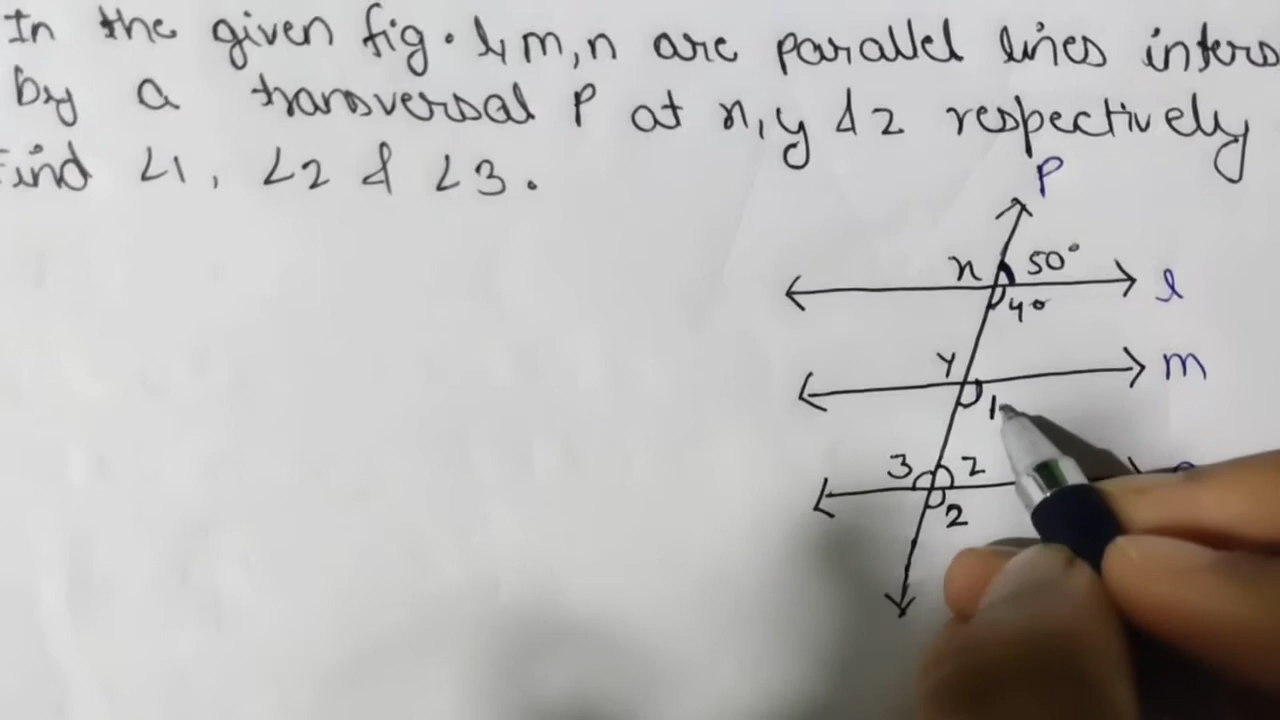 In the given fig. l, m, n are parallel lines inters
by a transversal P at x, y & z respectively
Find ∠1, ∠2 & ∠3.
P
x 50°
l
40
Y m
1
3 z
2